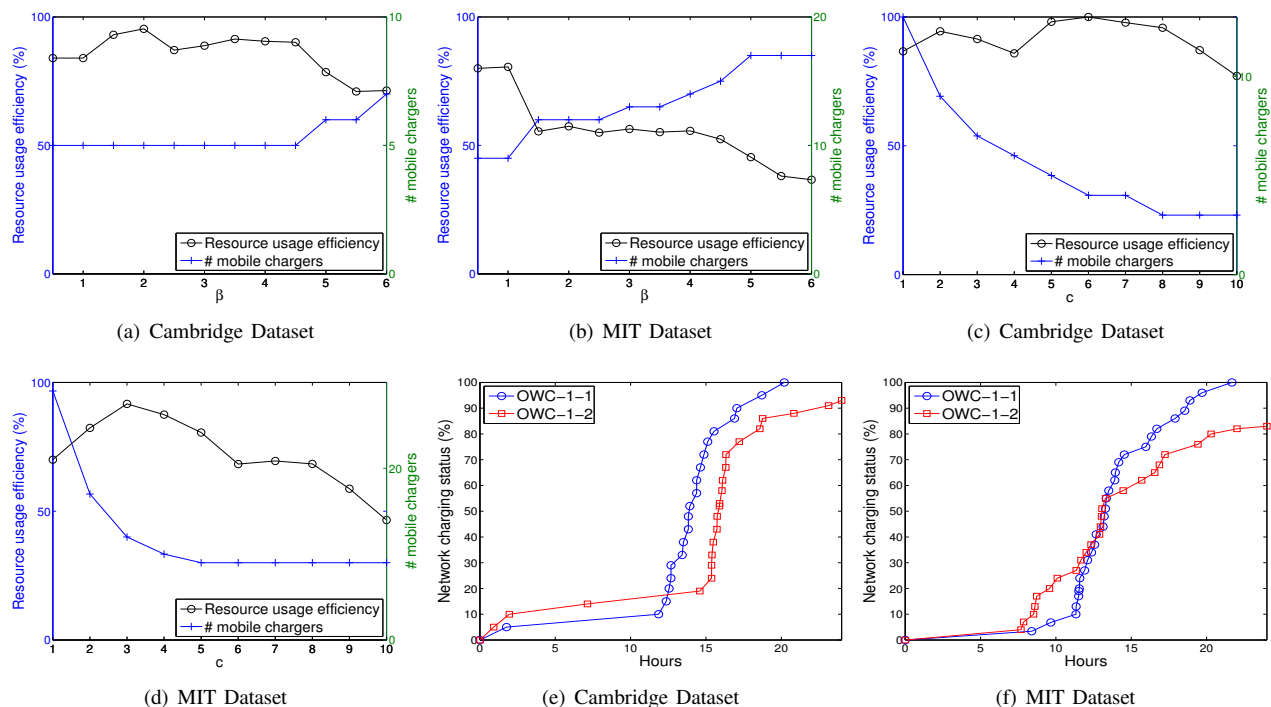 100
50
0
Resource usage efficiency (%)
10
5
0
# mobile chargers
1 2 3 4 5 6
β
Resource usage efficiency
# mobile chargers
(a) Cambridge Dataset
100
50
0
Resource usage efficiency (%)
20
10
0
# mobile chargers
1 2 3 4 5 6
β
Resource usage efficiency
# mobile chargers
(b) MIT Dataset
100
50
0
Resource usage efficiency (%)
10
0
# mobile chargers
1 2 3 4 5 6 7 8 9 10
c
Resource usage efficiency
# mobile chargers
(c) Cambridge Dataset
100
50
0
Resource usage efficiency (%)
20
0
# mobile chargers
1 2 3 4 5 6 7 8 9 10
c
Resource usage efficiency
# mobile chargers
(d) MIT Dataset
100
90
80
70
60
50
40
30
20
10
0
Network charging status (%)
0 5 10 15 20
Hours
OWC−1−1
OWC−1−2
(e) Cambridge Dataset
100
90
80
70
60
50
40
30
20
10
0
Network charging status (%)
0 5 10 15 20
Hours
OWC−1−1
OWC−1−2
(f) MIT Dataset